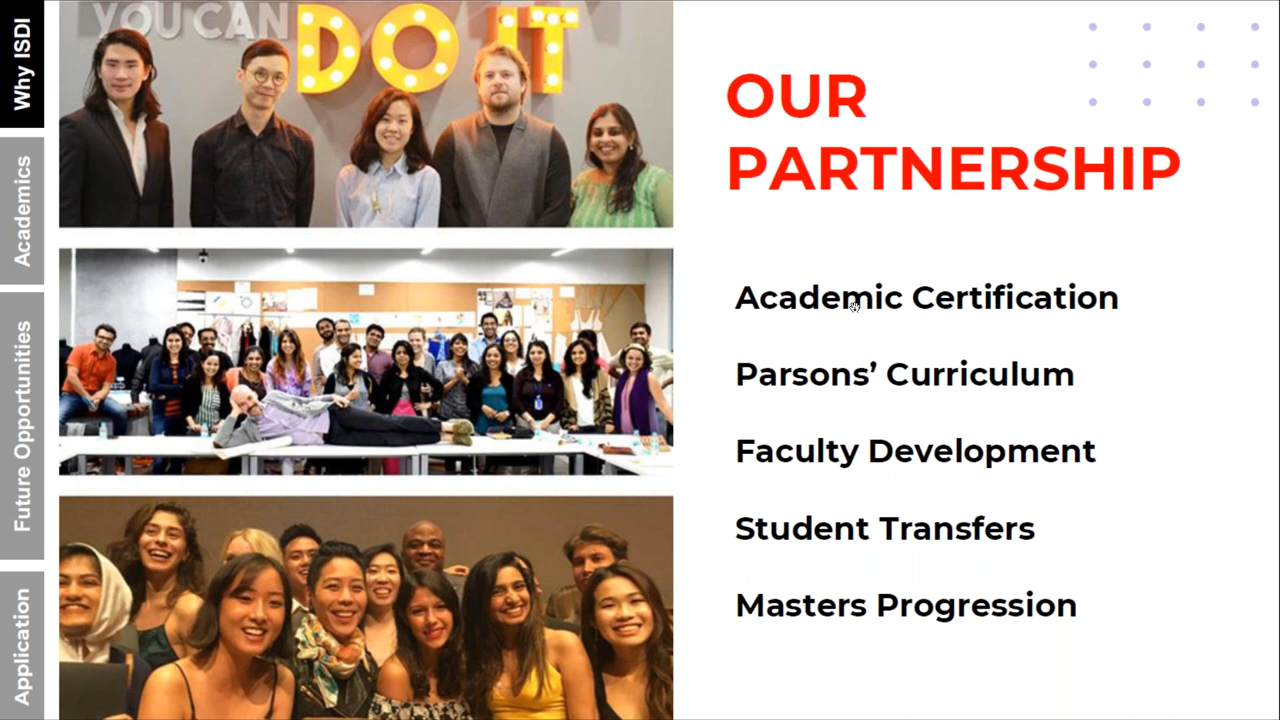 Why ISDI
Academics
Future Opportunities
Application
YOU CAN
DO IT
OUR
PARTNERSHIP
Academic Certification
Parsons’ Curriculum
Faculty Development
Student Transfers
Masters Progression